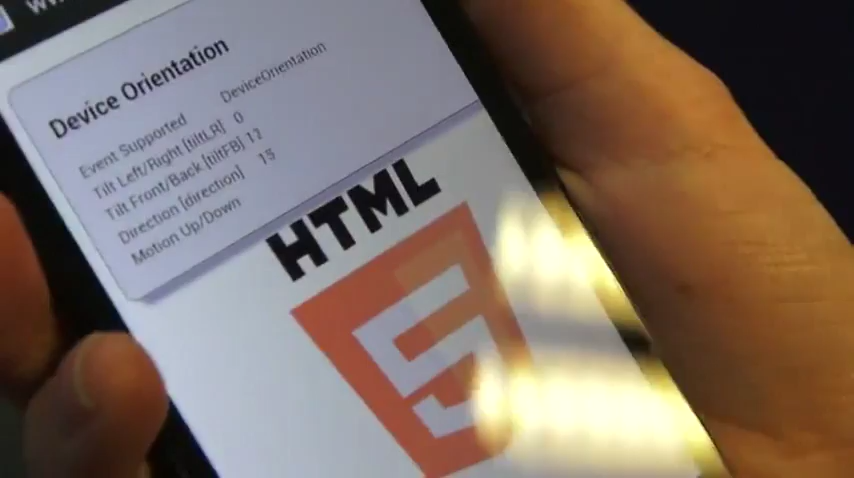 Device Orientation
Event Supported DeviceOrientation
Tilt Left/Right [tiltLR] 0
Tilt Front/Back [tiltFB] 12
Direction [direction] 15
Motion Up/Down
HTML
5